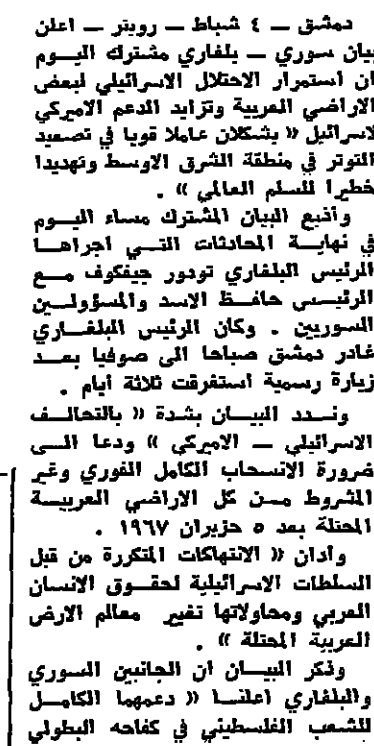 دمشق – ٤ شباط – رويتر – اعلن
بيان سوري – بلغاري مشترك اليوم
ان استمرار الاحتلال الاسرائيلي لبعض
الاراضي العربية وتزايد الدعم الاميركي
لاسرائيل « يشكلان عاملا قويا في تصعيد
التوتر في منطقة الشرق الاوسط وتهديدا
خطيرا للسلم العالمي » .
وأذيع البيان المشترك مساء اليوم
في نهاية المحادثات التي اجراها
الرئيس البلغاري تودور جيفكوف مع
الرئيس حافظ الاسد والمسؤولين
السوريين . وكان الرئيس البلغاري
غادر دمشق صباحا الى صوفيا بعد
زيارة رسمية استغرقت ثلاثة أيام .
وندد البيان بشدة « بالتحالف
الاسرائيلي – الاميركي » ودعا الى
ضرورة الانسحاب الكامل الفوري وغير
المشروط من كل الاراضي العربية
المحتلة بعد ٥ حزيران ١٩٦٧ .
وأدان « الانتهاكات المتكررة من قبل
السلطات الاسرائيلية لحقوق الانسان
العربي ومحاولاتها تغيير معالم الارض
العربية المحتلة » .
وذكر البيان ان الجانبين السوري
والبلغاري اعلنا « دعمهما الكامل
للشعب الفلسطيني في كفاحه البطولي